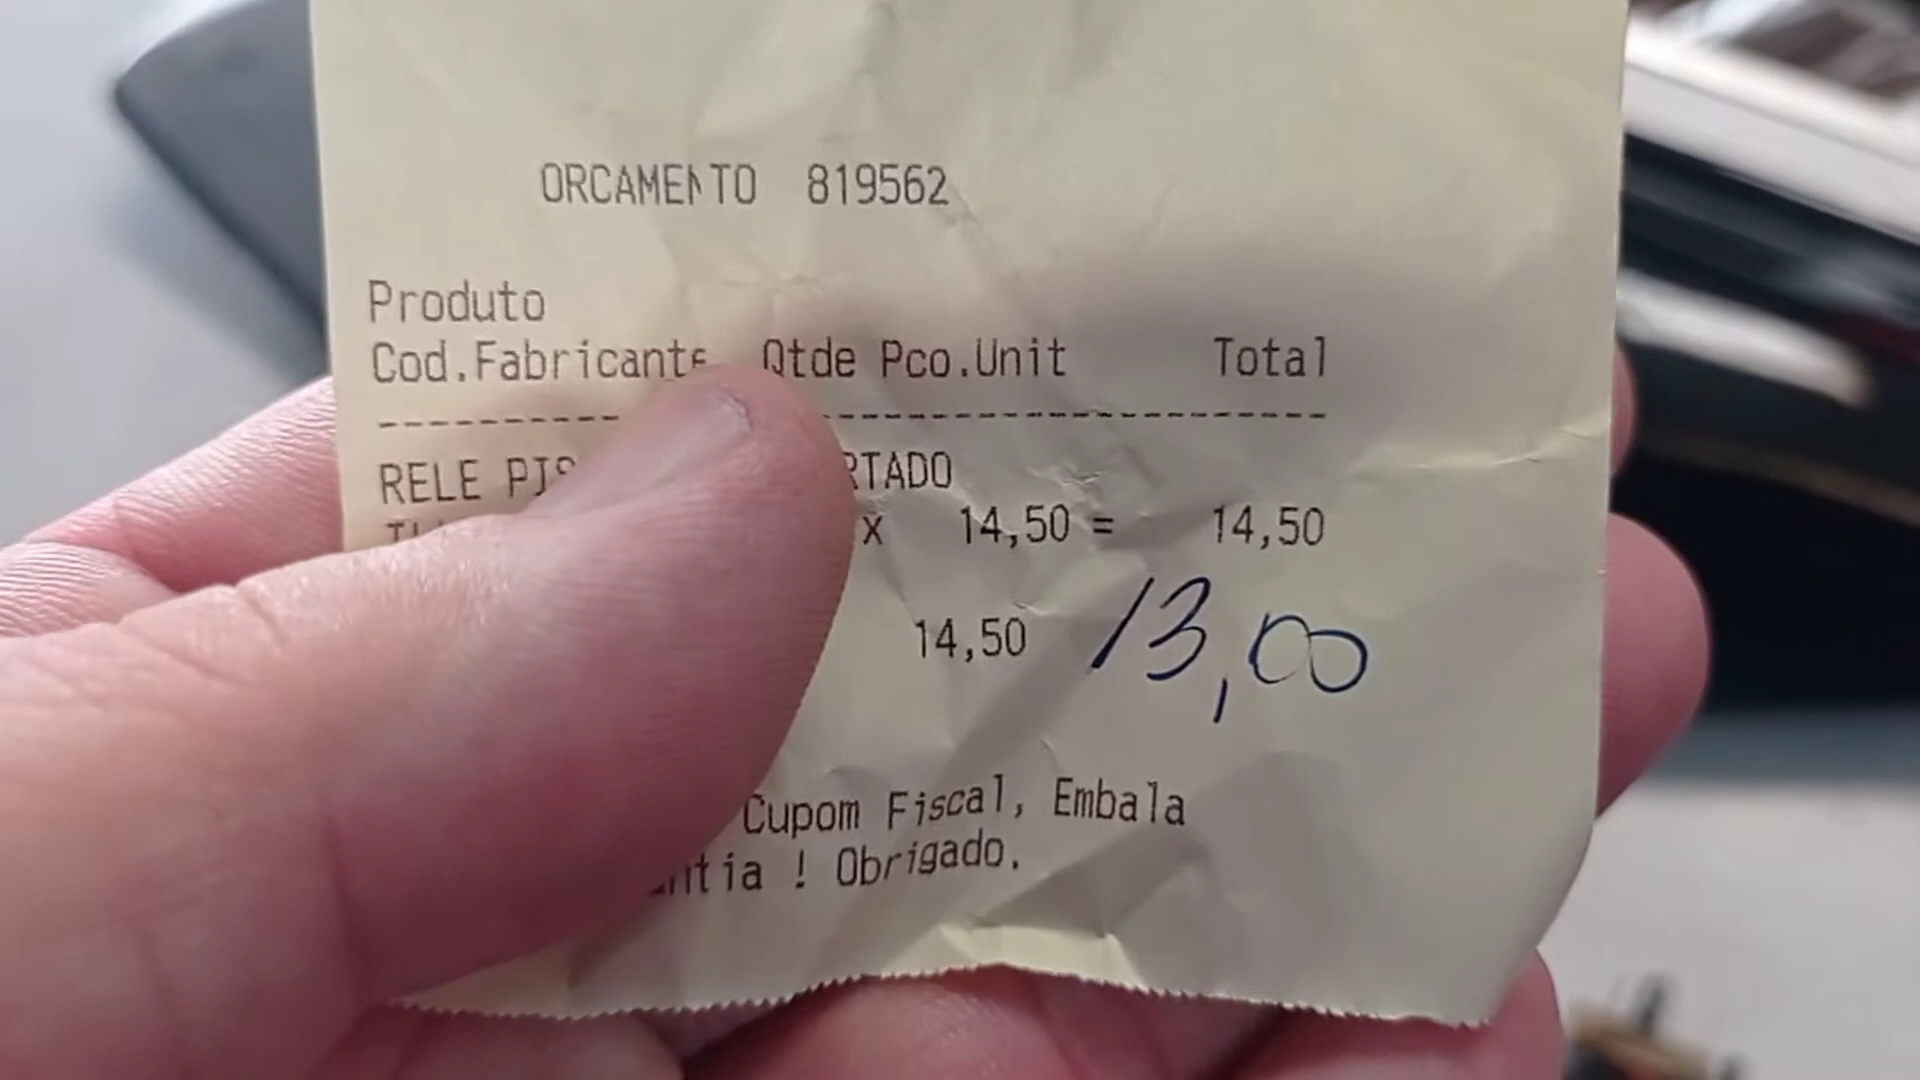 ORCAMENTO 819562
Produto
Cod.Fabricante Qtde Pco.Unit Total
RELE
x 14,50 = 14,50
14,50 13,00
Cupom Fiscal, Embala
! Obrigado.